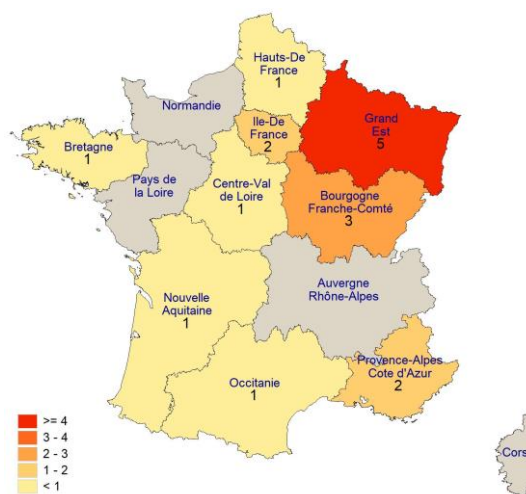 Hauts-De
France
1
Normandie
Ile-De
France
2
Grand
Est
5
Bretagne
1
Pays de
la Loire
Centre-Val
de Loire
1
Bourgogne
Franche-Comté
3
Auvergne
Rhône-Alpes
Nouvelle
Aquitaine
1
Provence-Alpes
Cote d'Azur
2
Occitanie
1
>= 4
3 - 4
2 - 3
1 - 2
< 1
Cors